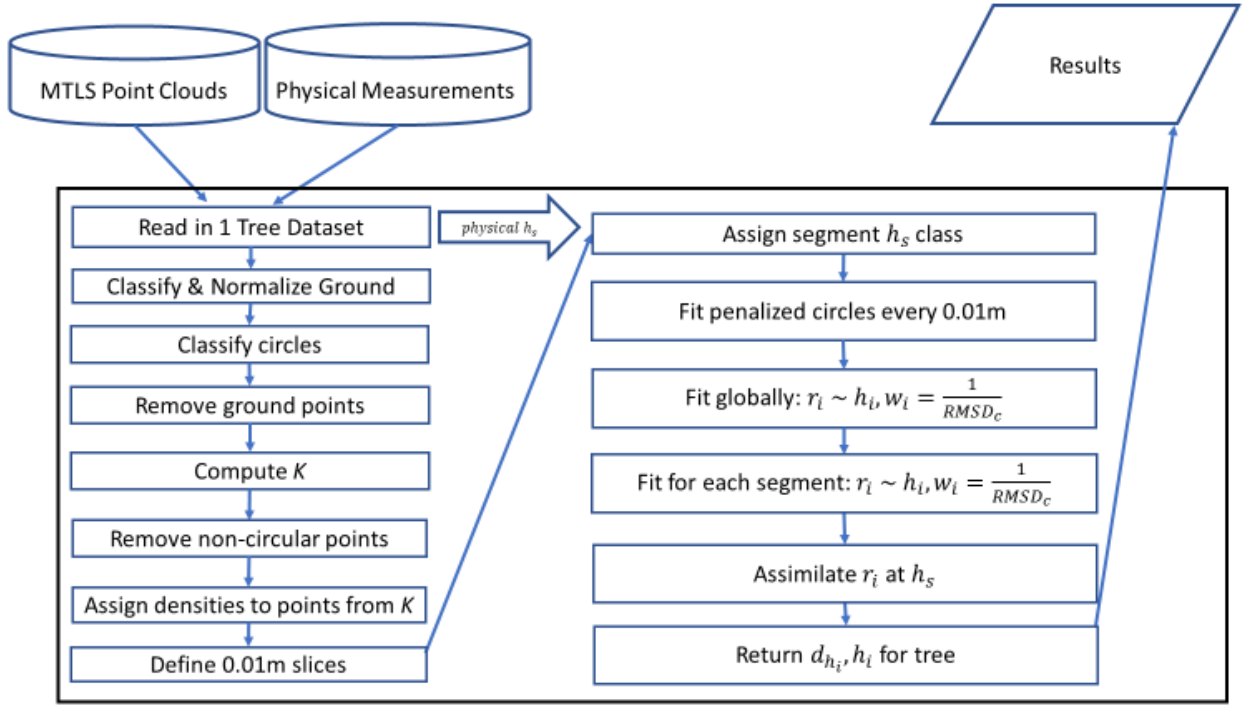 MTLS Point Clouds
Physical Measurements
Results
Read in 1 Tree Dataset
physical h_s
Classify & Normalize Ground
Classify circles
Remove ground points
Compute K
Remove non-circular points
Assign densities to points from K
Define 0.01m slices
Assign segment h_s class
Fit penalized circles every 0.01m
Fit globally: r_i ~ h_i, w_i = 1/RMSD_c
Fit for each segment: r_i ~ h_i, w_i = 1/RMSD_c
Assimilate r_i at h_s
Return d_{h_i}, h_i for tree